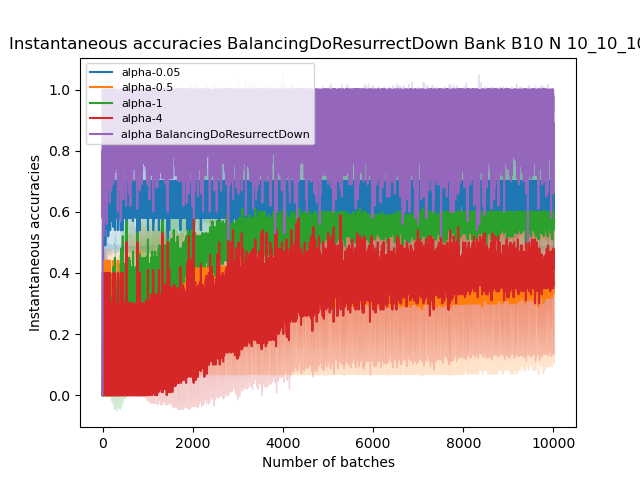 Instantaneous accuracies BalancingDoResurrectDown Bank B10 N 10_10_10
alpha-0.05
alpha-0.5
alpha-1
alpha-4
alpha BalancingDoResurrectDown
1.0
0.8
0.6
0.4
0.2
0.0
Instantaneous accuracies
0 2000 4000 6000 8000 10000
Number of batches